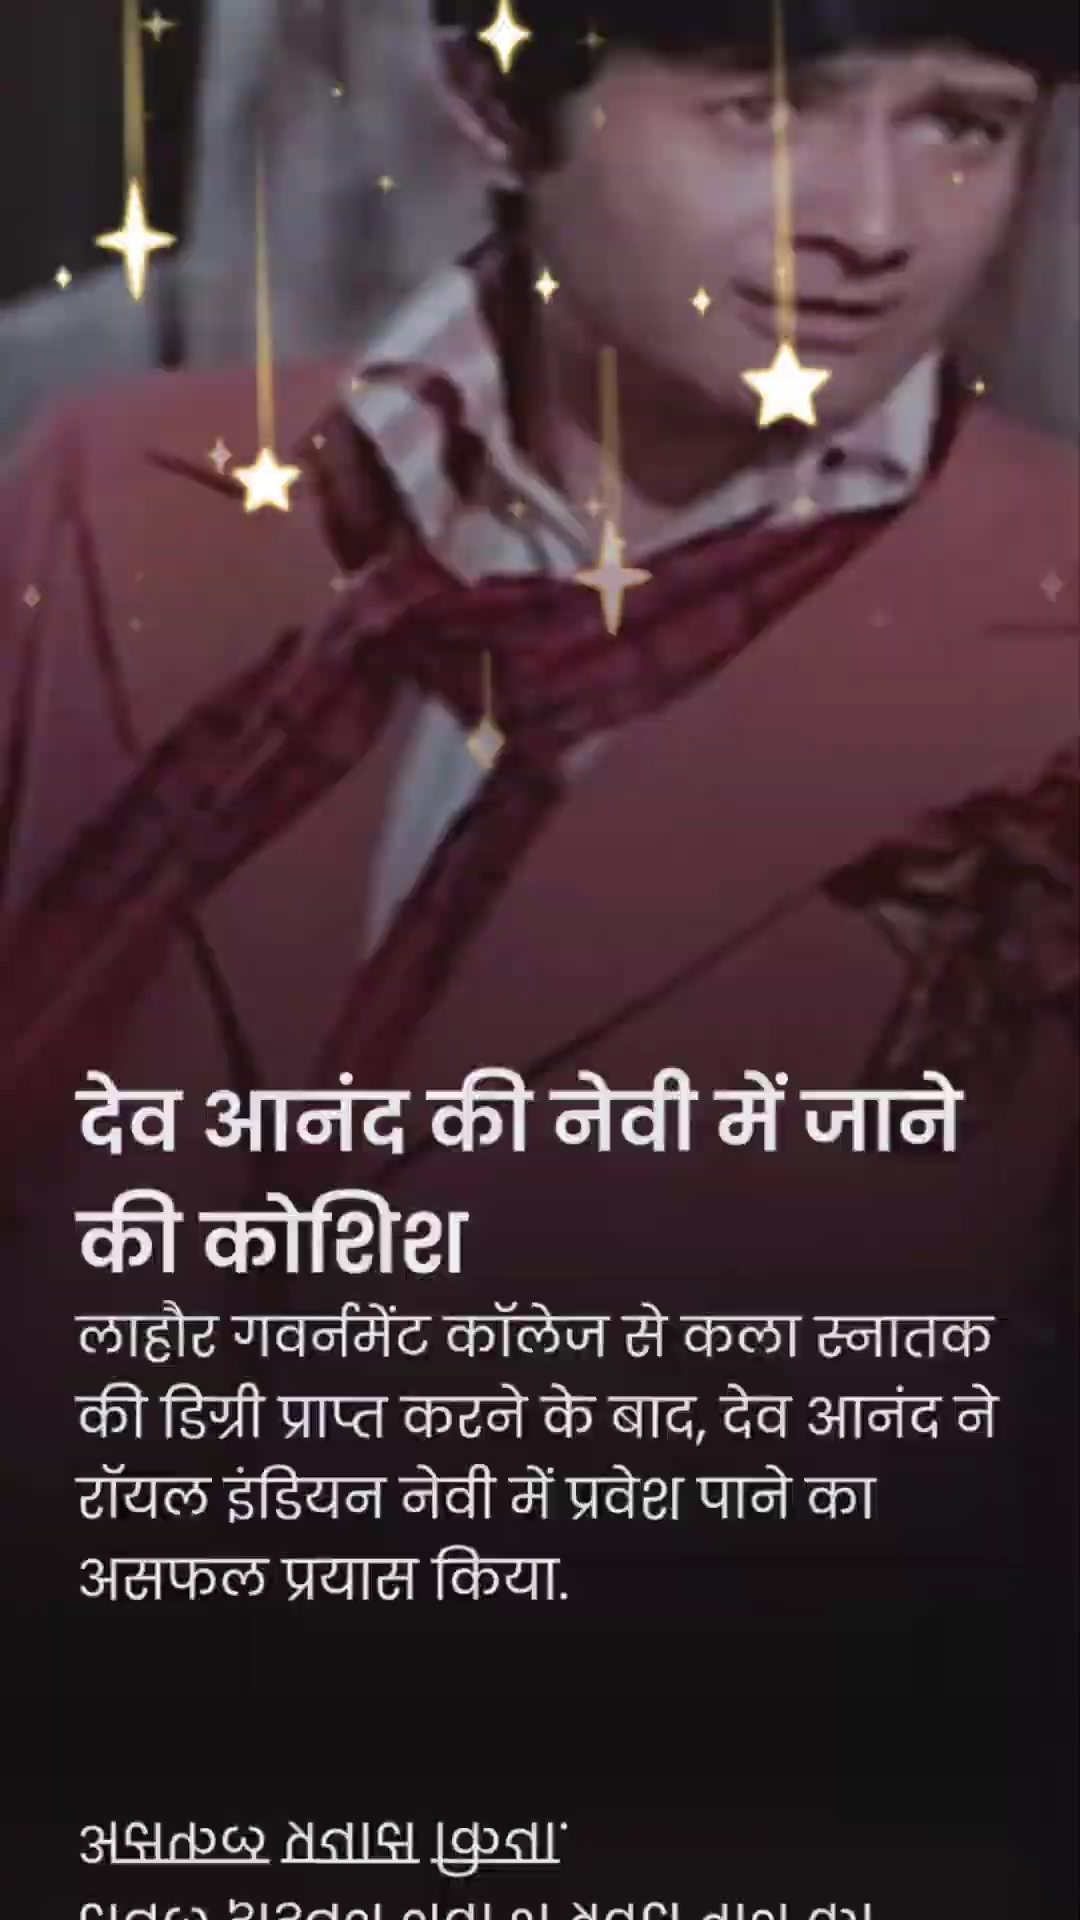 देव आनंद की नेवी में जाने
की कोशिश
लाहौर गवर्नमेंट कॉलेज से कला स्नातक
की डिग्री प्राप्त करने के बाद, देव आनंद ने
रॉयल इंडियन नेवी में प्रवेश पाने का
असफल प्रयास किया.